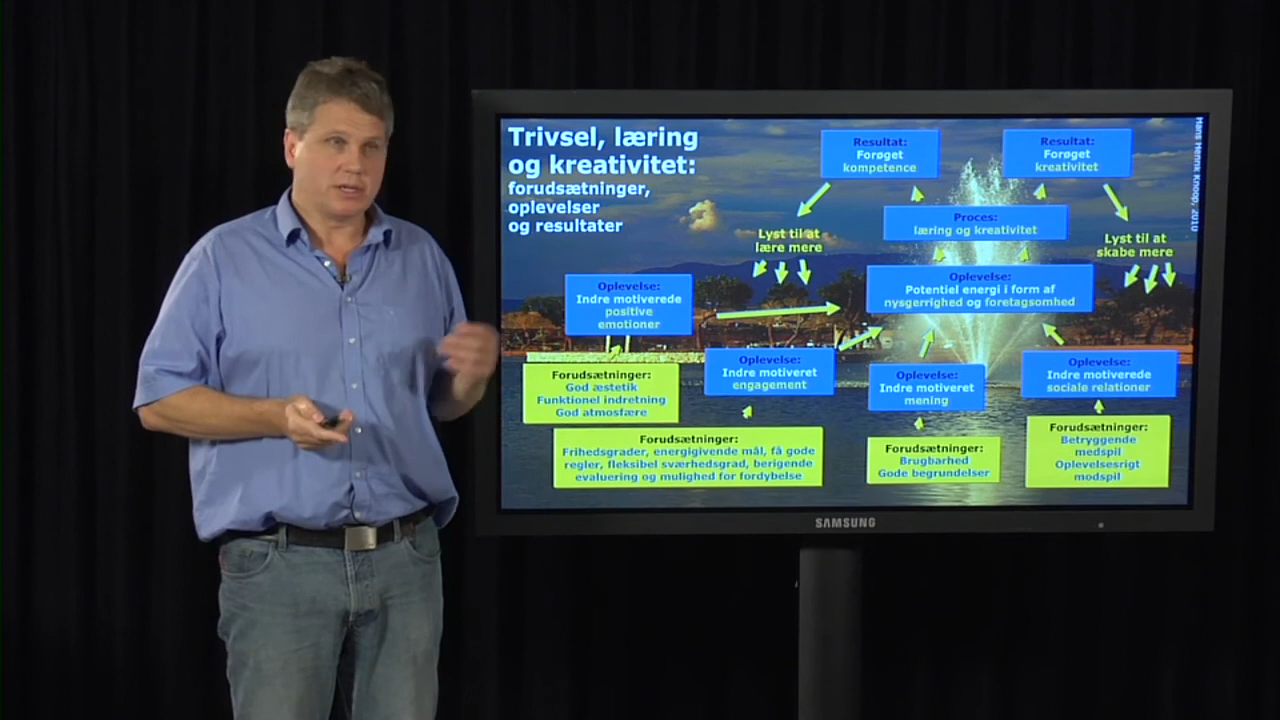 Trivsel, læring
og kreativitet:
forudsætninger,
oplevelser
og resultater
Resultat:
Forøget
kompetence
Resultat:
Forøget
kreativitet
Hans Henrik Knoop, 2010
Proces:
læring og kreativitet
Lyst til at
lære mere
Lyst til at
skabe mere
Oplevelse:
Potentiel energi i form af
nysgerrighed og foretagsomhed
Oplevelse:
Indre motiverede
positive
emotioner
Oplevelse:
Indre motiveret
engagement
Oplevelse:
Indre motiveret
mening
Oplevelse:
Indre motiverede
sociale relationer
Forudsætninger:
God æstetik
Funktionel indretning
God atmosfære
Forudsætninger:
Frihedsgrader, energigivende mål, få gode
regler, fleksibel sværhedsgrad, berigende
evaluering og mulighed for fordybelse
Forudsætninger:
Brugbarhed
Gode begrundelser
Forudsætninger:
Betryggende
medspil
Oplevelsesrigt
modspil
SAMSUNG